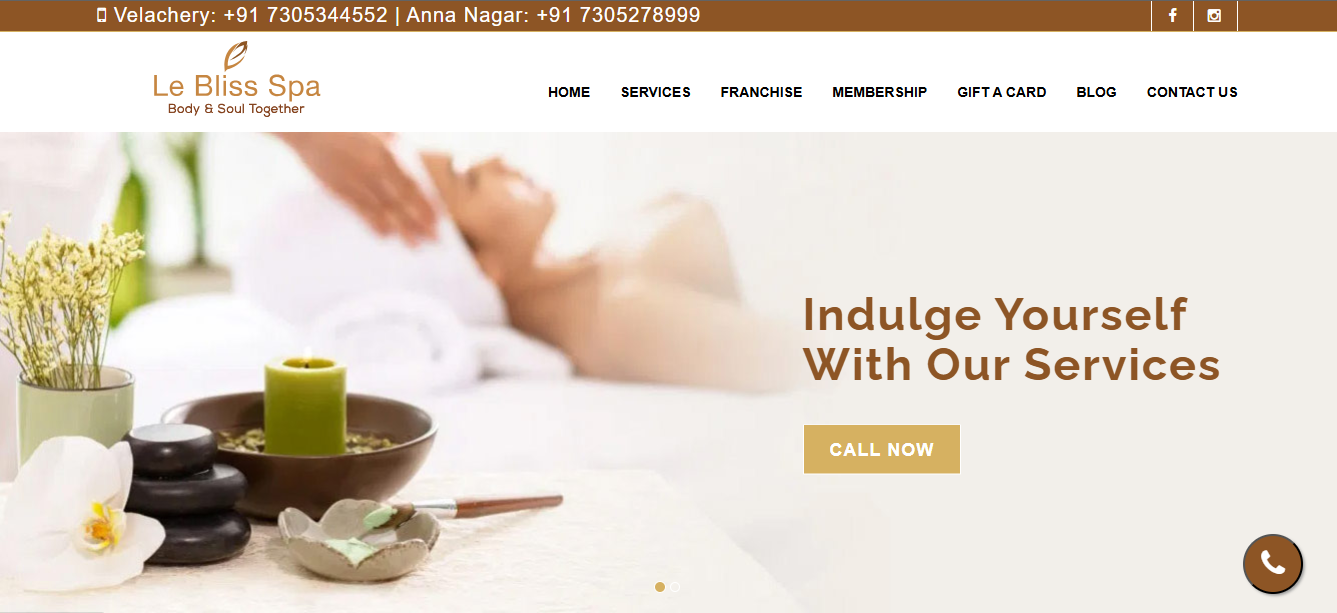 Velachery: +91 7305344552 | Anna Nagar: +91 7305278999
Le Bliss Spa
Body & Soul Together
HOME SERVICES FRANCHISE MEMBERSHIP GIFT A CARD BLOG CONTACT US
Indulge Yourself
With Our Services
CALL NOW